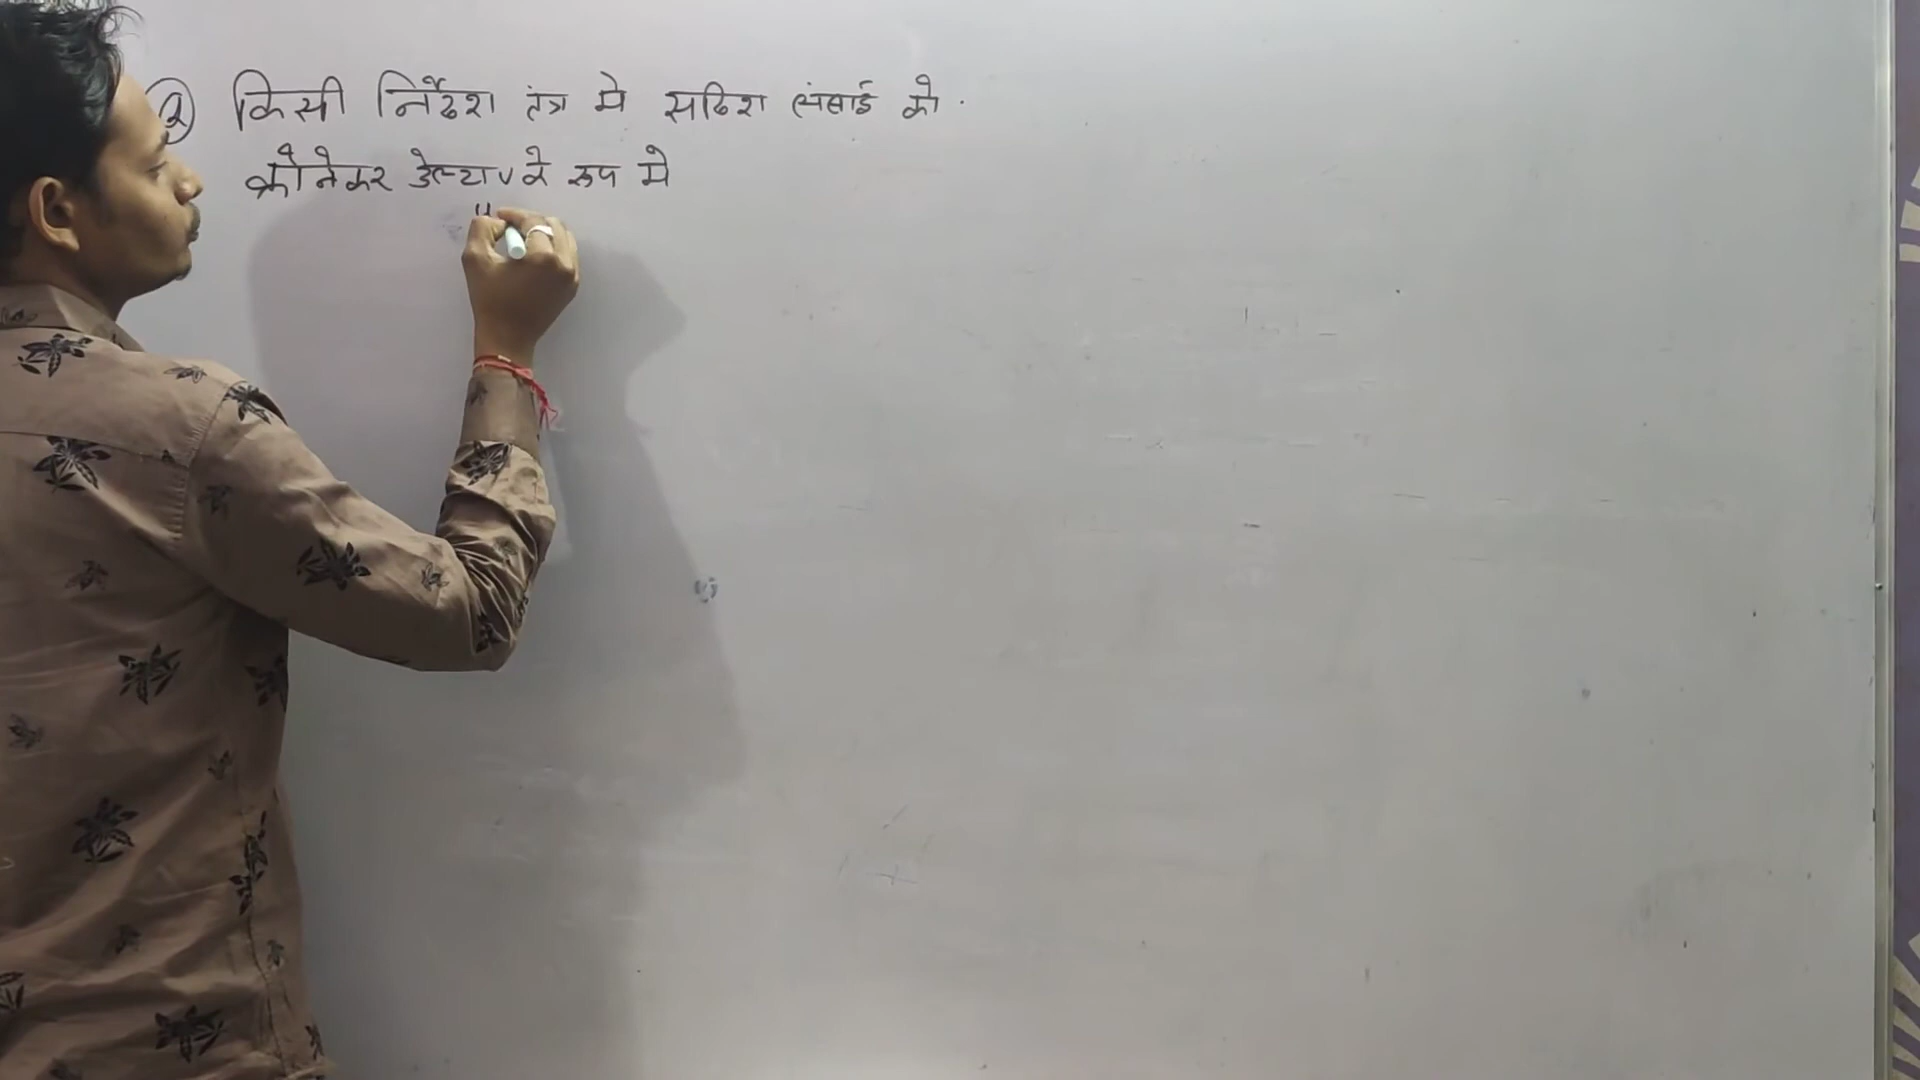 ② किसी निर्देश तंत्र मे सदिश लंबाई को
क्रोनेकर डेल्टा के रूप मे